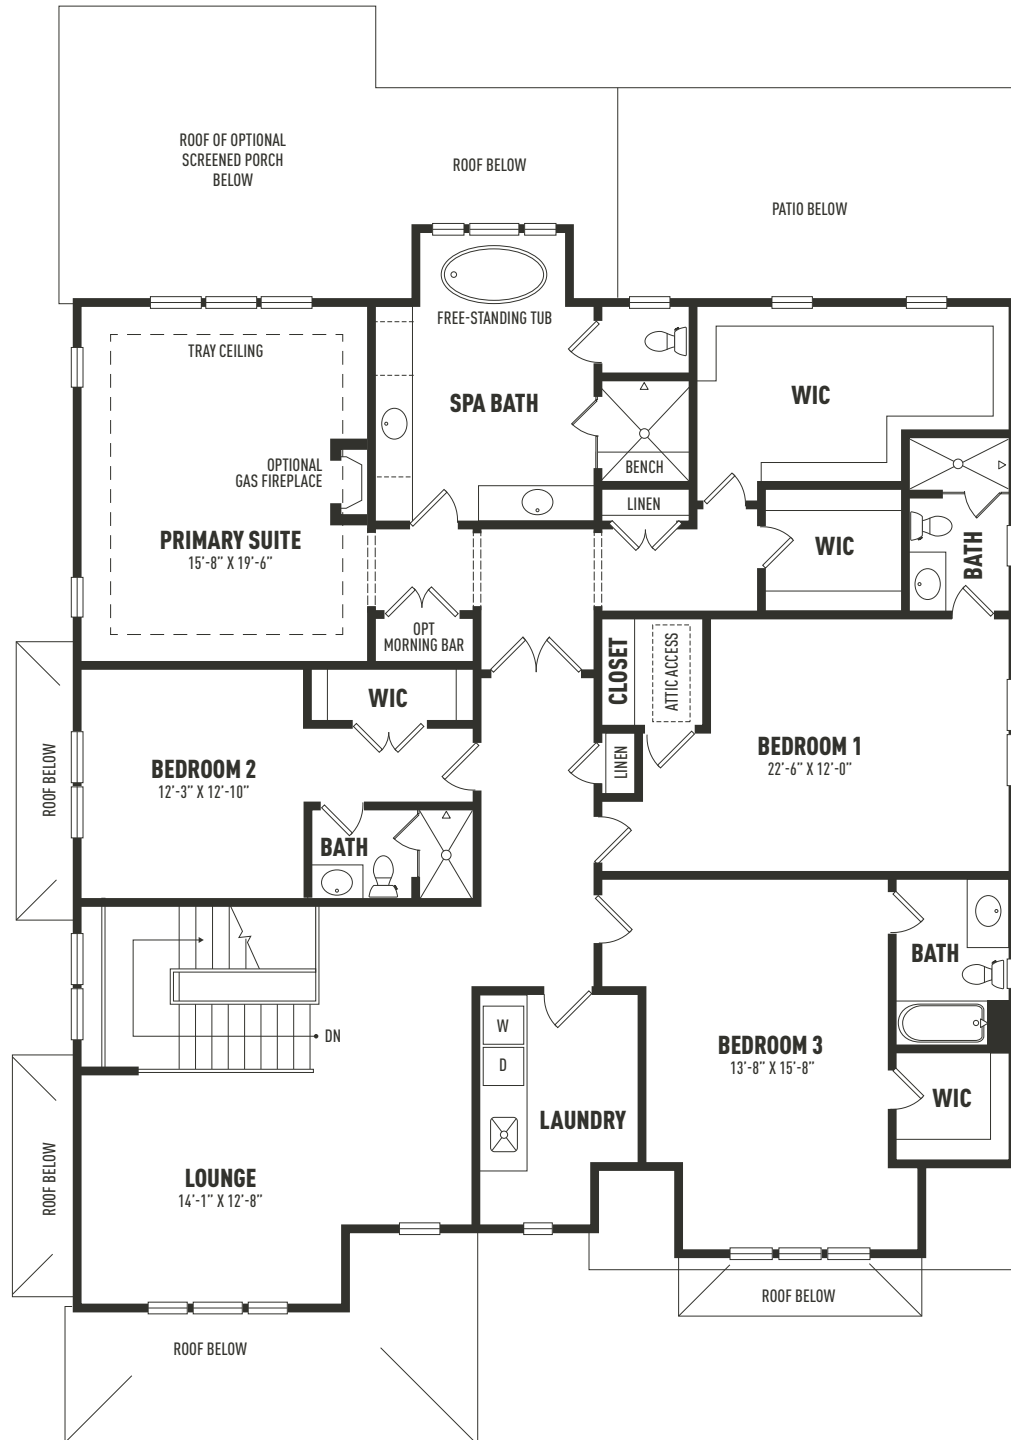 ROOF OF OPTIONAL
SCREENED PORCH
BELOW
ROOF BELOW
PATIO BELOW
FREE-STANDING TUB
TRAY CEILING
SPA BATH
WIC
OPTIONAL
GAS FIREPLACE
BENCH
LINEN
PRIMARY SUITE
15'-8" X 19'-6"
WIC
BATH
OPT
MORNING BAR
CLOSET
ATTIC ACCESS
WIC
BEDROOM 1
22'-6" X 12'-0"
LINEN
BEDROOM 2
12'-3" X 12'-10"
ROOF BELOW
BATH
BATH
W
D
DN
BEDROOM 3
13'-8" X 15'-8"
WIC
LAUNDRY
LOUNGE
14'-1" X 12'-8"
ROOF BELOW
ROOF BELOW
ROOF BELOW